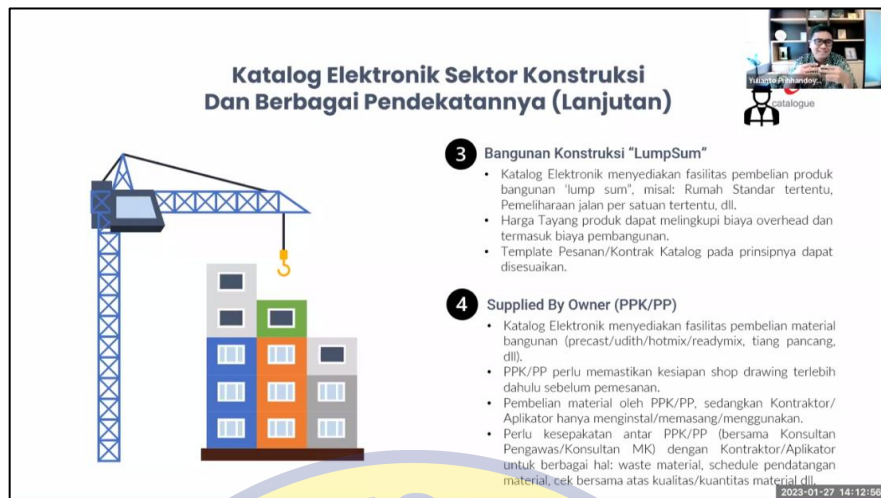 Katalog Elektronik Sektor Konstruksi
Dan Berbagai Pendekatannya (Lanjutan)
Yulianto Prihhandoy...
catalogue
3 Bangunan Konstruksi “LumpSum”
• Katalog Elektronik menyediakan fasilitas pembelian produk
bangunan ‘lump sum”, misal: Rumah Standar tertentu,
Pemeliharaan jalan per satuan tertentu, dll.
• Harga Tayang produk dapat melingkupi biaya overhead dan
termasuk biaya pembangunan.
• Template Pesanan/Kontrak Katalog pada prinsipnya dapat
disesuaikan.
4 Supplied By Owner (PPK/PP)
• Katalog Elektronik menyediakan fasilitas pembelian material
bangunan (precast/udith/hotmix/readymix, tiang pancang,
dll).
• PPK/PP perlu memastikan kesiapan shop drawing terlebih
dahulu sebelum pemesanan.
• Pembelian material oleh PPK/PP, sedangkan Kontraktor/
Aplikator hanya menginstal/memasang/menggunakan.
• Perlu kesepakatan antar PPK/PP (bersama Konsultan
Pengawas/Konsultan MK) dengan Kontraktor/Aplikator
untuk berbagai hal: waste material, schedule pendatangan
material, cek bersama atas kualitas/kuantitas material dll.
2023-01-27 14:12:56